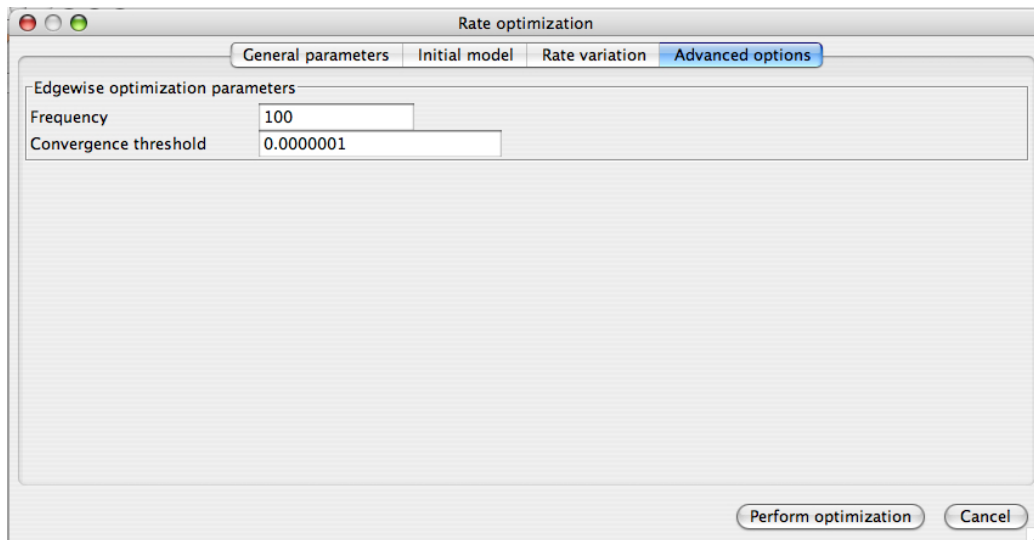 Rate optimization
General parameters Initial model Rate variation Advanced options
Edgewise optimization parameters
Frequency 100
Convergence threshold 0.0000001
Perform optimization Cancel